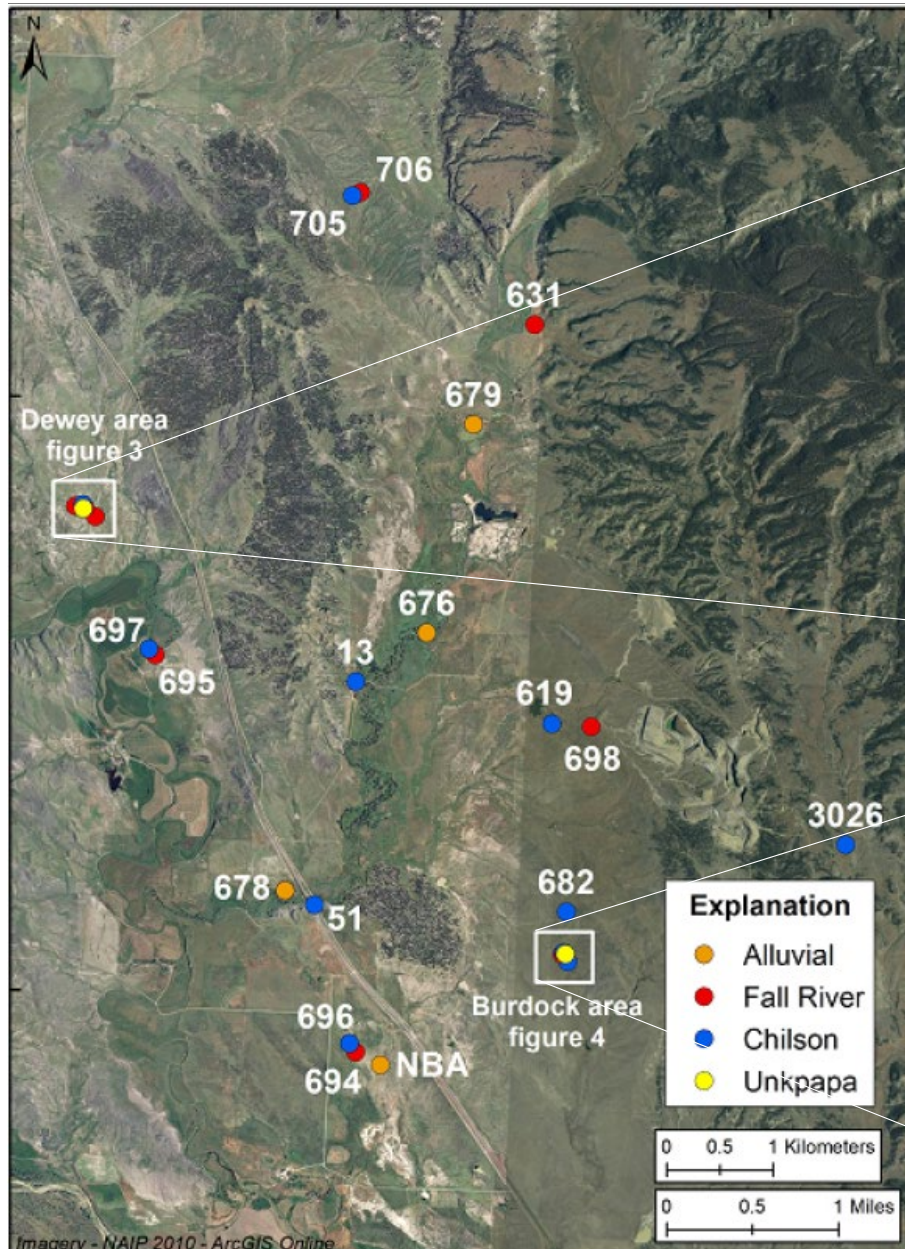 N
706
705
631
679
Dewey area
figure 3
676
697
13
695
619
698
3026
678
682
51
Explanation
Alluvial
Fall River
Chilson
Unkpapa
Burdock area
figure 4
696
694
NBA
0 0.5 1 Kilometers
0 0.5 1 Miles
Imagery - NAIP 2010 - ArcGIS Online